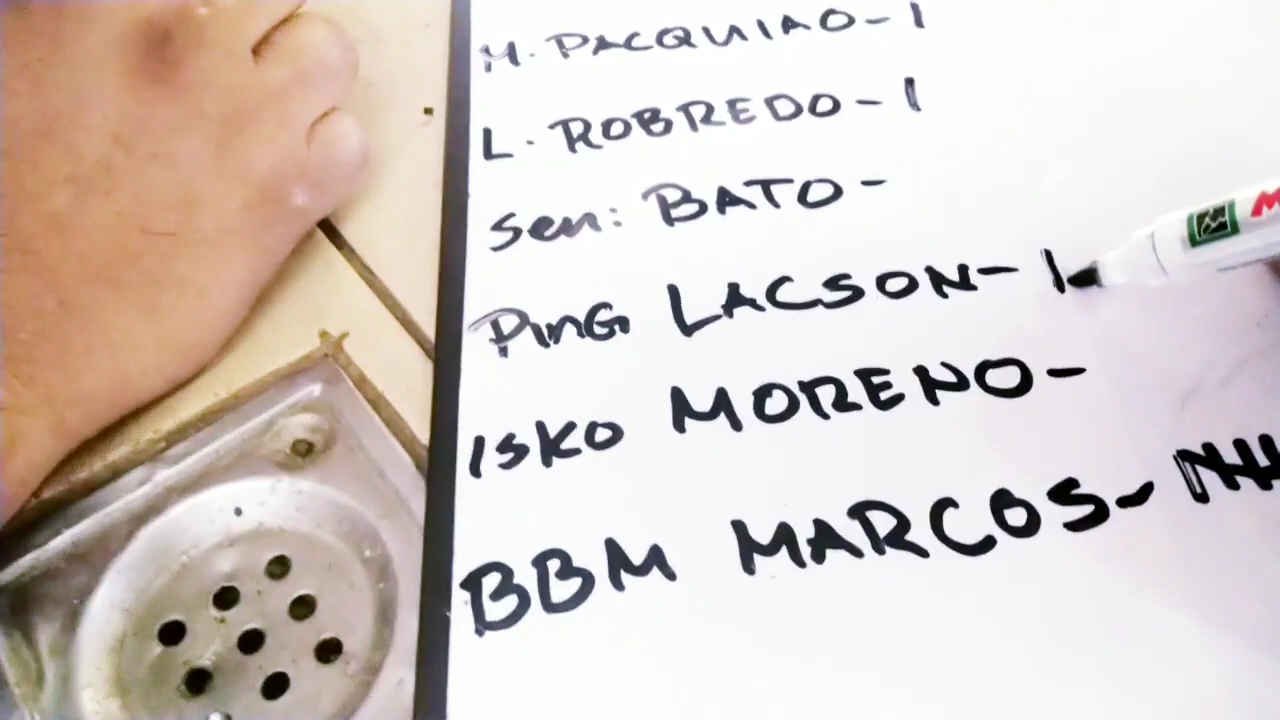 M. PACQUIAO - 1
L. ROBREDO - 1
Sen: BATO -
PinG LACSON - 1
ISKO MORENO -
BBM MARCOS -